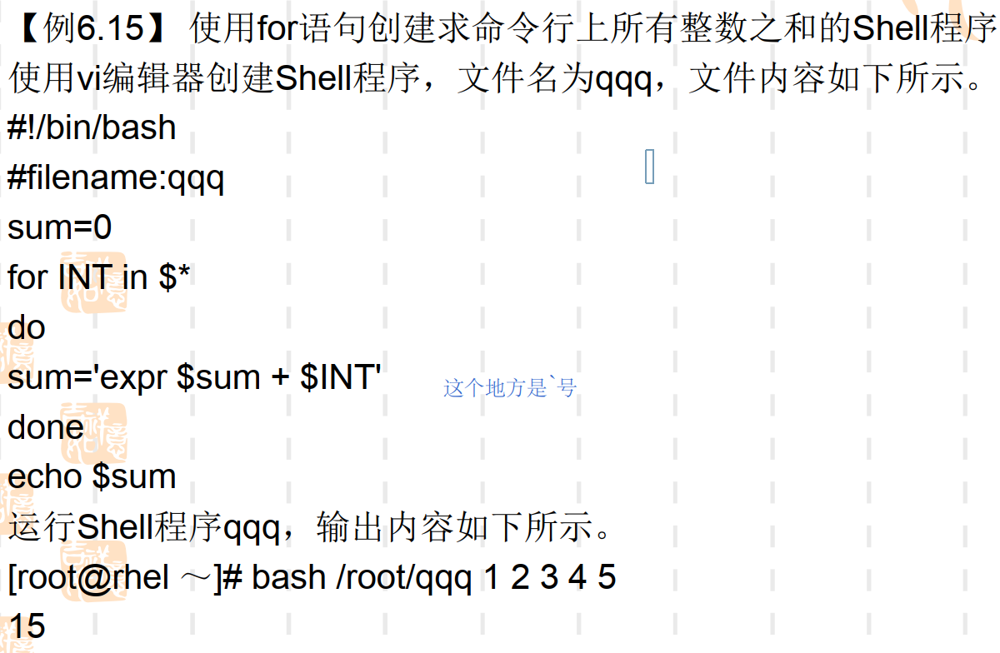 【例6.15】 使用for语句创建求命令行上所有整数之和的Shell程序
使用vi编辑器创建Shell程序，文件名为qqq，文件内容如下所示。
#!/bin/bash
#filename:qqq
sum=0
for INT in $*
do
sum='expr $sum + $INT'
这个地方是`号
done
echo $sum
运行Shell程序qqq，输出内容如下所示。
[root@rhel ～]# bash /root/qqq 1 2 3 4 5
15